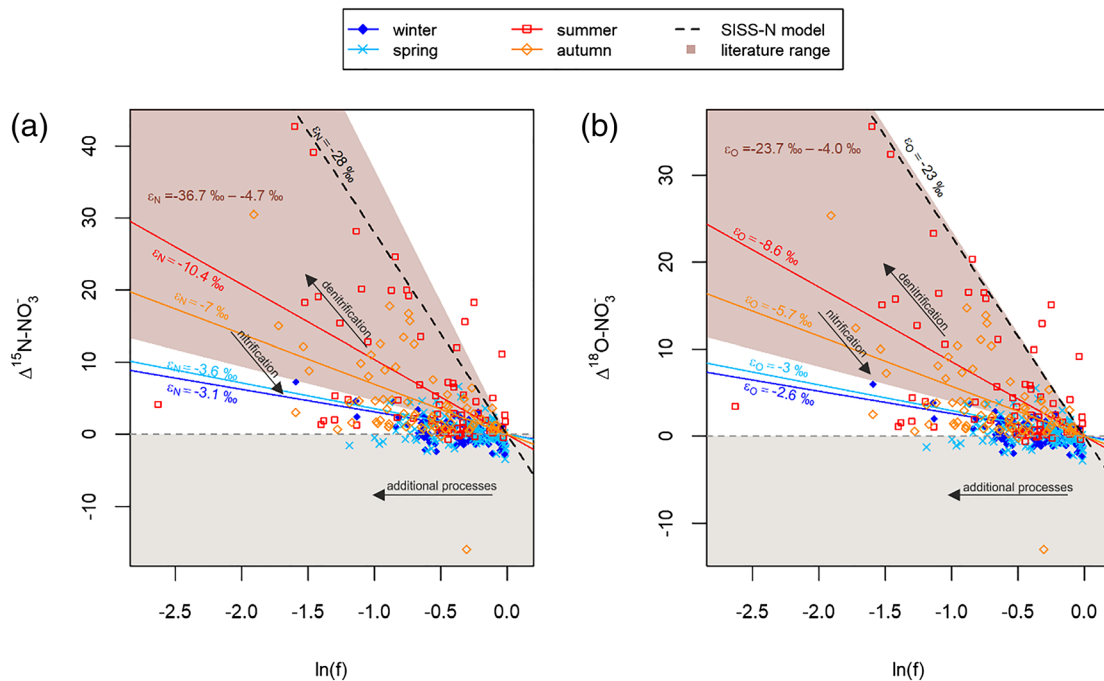 winter
summer
SISS-N model
spring
autumn
literature range
(a)
Δ¹⁵N-NO₃⁻
40
30
20
10
0
-10
εN=-28 ‰
εN = -36.7 ‰ – -4.7 ‰
εN = -10.4 ‰
denitrification
εN = -7 ‰
nitrification
εN = -3.6 ‰
εN = -3.1 ‰
additional processes
-2.5 -2.0 -1.5 -1.0 -0.5 0.0
ln(f)
(b)
Δ¹⁸O-NO₃⁻
30
20
10
0
-10
εO =-23 ‰
εO = -23.7 ‰ – -4.0 ‰
εO = -8.6 ‰
denitrification
εO = -5.7 ‰
nitrification
εO = -3 ‰
εO = -2.6 ‰
additional processes
-2.5 -2.0 -1.5 -1.0 -0.5 0.0
ln(f)